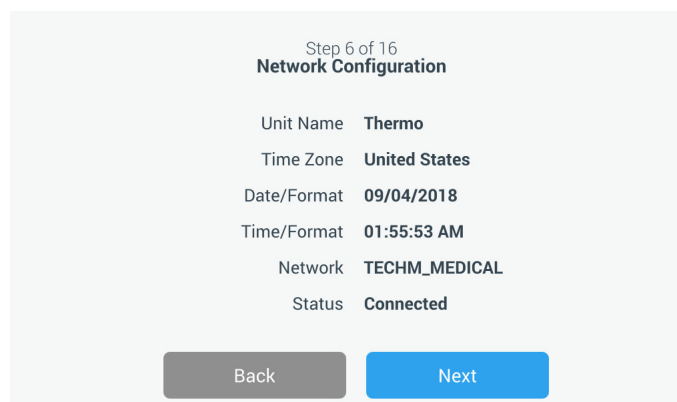 Step 6 of 16
Network Configuration
Unit Name Thermo
Time Zone United States
Date/Format 09/04/2018
Time/Format 01:55:53 AM
Network TECHM_MEDICAL
Status Connected
Back Next